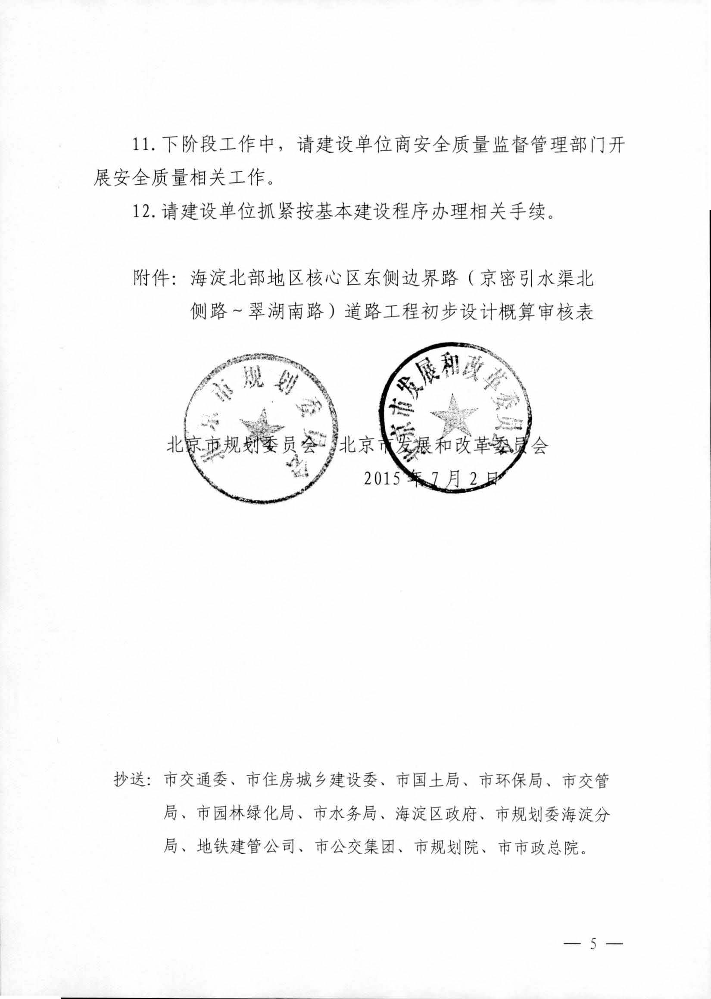 11.下阶段工作中，请建设单位商安全质量监督管理部门开
展安全质量相关工作。
12.请建设单位抓紧按基本建设程序办理相关手续。
附件：海淀北部地区核心区东侧边界路（京密引水渠北
侧路~翠湖南路）道路工程初步设计概算审核表
北京市规划委员会
北京市发展和改革委员会
北京市规划委员会 北京市发展和改革委员会
2015年7月2日
抄送：市交通委、市住房城乡建设委、市国土局、市环保局、市交管
局、市园林绿化局、市水务局、海淀区政府、市规划委海淀分
局、地铁建管公司、市公交集团、市规划院、市市政总院。
— 5 —